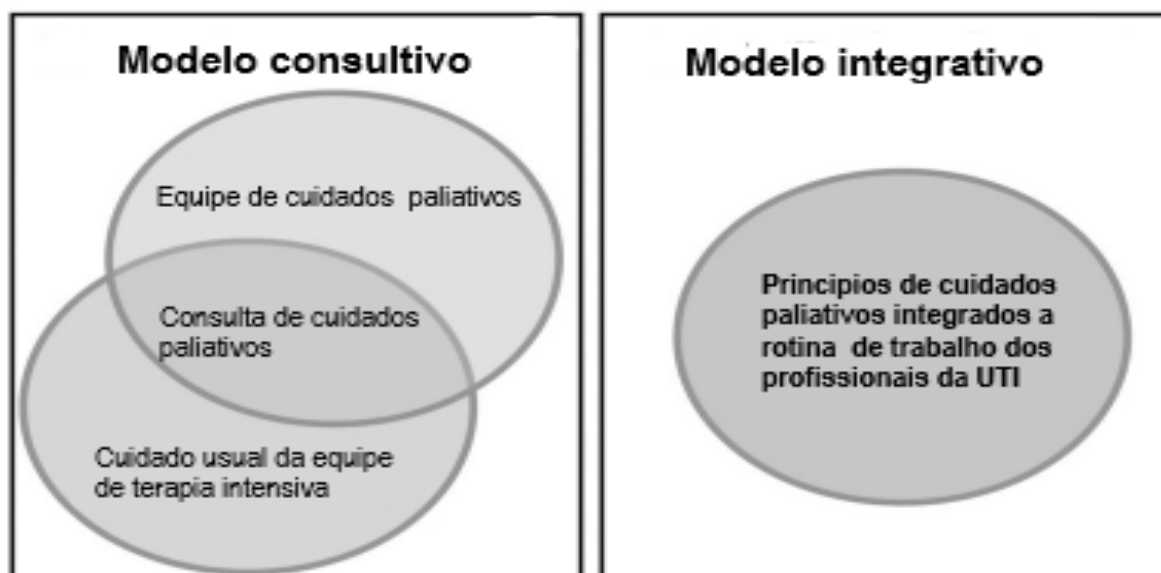 Modelo consultivo
Equipe de cuidados paliativos
Consulta de cuidados
paliativos
Cuidado usual da equipe
de terapia intensiva
Modelo integrativo
Principios de cuidados
paliativos integrados a
rotina de trabalho dos
profissionais da UTI